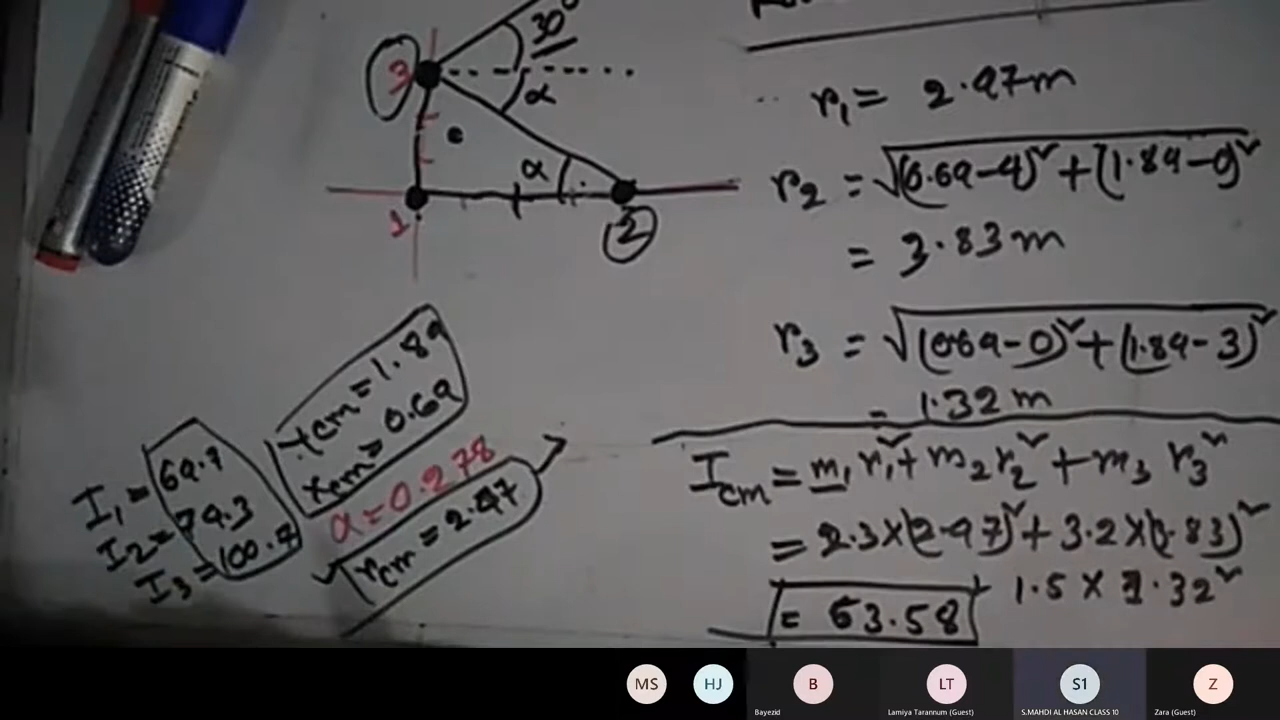 30°
3
α
α
1
2
r₁ = 2.97m
r₂ = √(0.69-4)² + (1.89-0)²
= 3.83 m
r₃ = √(0.69-0)² + (1.89-3)²
= 1.32 m
Ycm = 1.89
Xcm = 0.69
α = 0.278
rcm = 2.47
I₁ = 69.7
I₂ = 79.3
I₃ = 100.7
Icm = m₁r₁² + m₂r₂² + m₃r₃²
= 2.3×(2.97)² + 3.2×(3.83)²
+ 1.5 × 1.32²
= 63.58
MS
HJ
B
LT
S1
Z
Bayezid
Lamiya Tarannum (Guest)
S.MAHDI AL HASAN CLASS 10
Zara (Guest)